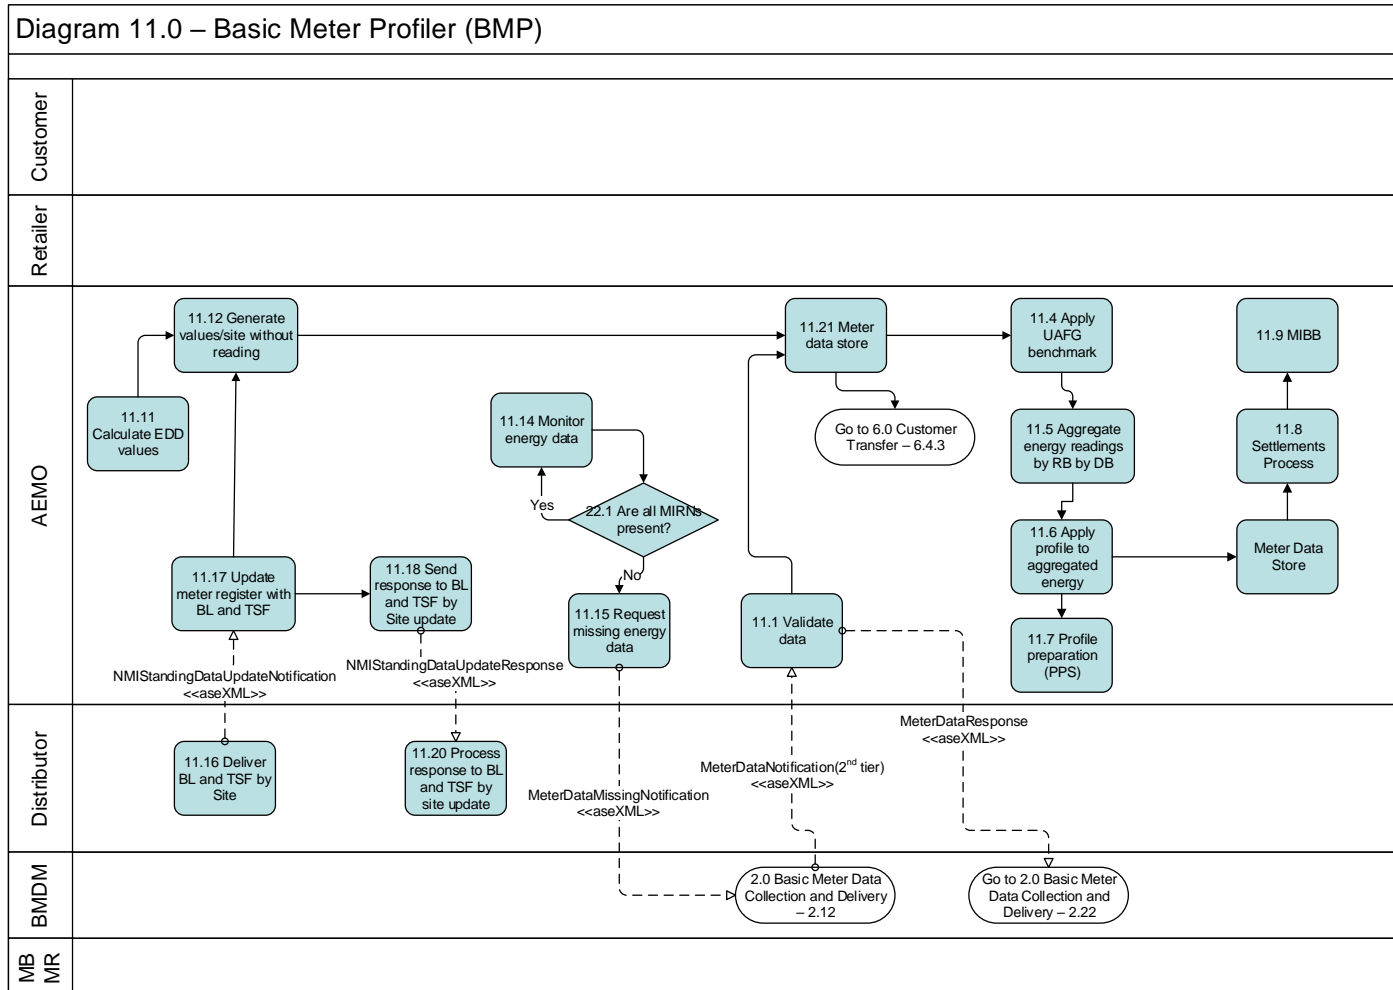 Diagram 11.0 – Basic Meter Profiler (BMP)
Customer
Retailer
AEMO
11.12 Generate
values/site without
reading
11.21 Meter
data store
11.4 Apply
UAFG
benchmark
11.9 MIBB
11.11
Calculate EDD
values
11.14 Monitor
energy data
Go to 6.0 Customer
Transfer – 6.4.3
11.5 Aggregate
energy readings
by RB by DB
11.8
Settlements
Process
Yes
22.1 Are all MIRNs
present?
No
11.6 Apply
profile to
aggregated
energy
Meter Data
Store
11.17 Update
meter register with
BL and TSF
11.18 Send
response to BL
and TSF by
Site update
11.15 Request
missing energy
data
11.1 Validate
data
11.7 Profile
preparation
(PPS)
NMIStandingDataUpdateNotification
<<aseXML>>
NMIStandingDataUpdateResponse
<<aseXML>>
Distributor
11.16 Deliver
BL and TSF by
Site
11.20 Process
response to BL
and TSF by
site update
MeterDataMissingNotification
<<aseXML>>
MeterDataNotification(2nd tier)
<<aseXML>>
MeterDataResponse
<<aseXML>>
BMDM
2.0 Basic Meter Data
Collection and Delivery
– 2.12
Go to 2.0 Basic Meter
Data Collection and
Delivery – 2.22
MB
MR